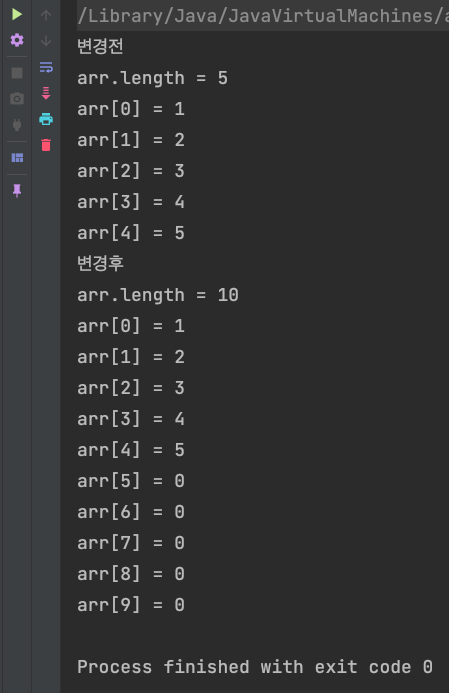 /Library/Java/JavaVirtualMachines/
변경전
arr.length = 5
arr[0] = 1
arr[1] = 2
arr[2] = 3
arr[3] = 4
arr[4] = 5
변경후
arr.length = 10
arr[0] = 1
arr[1] = 2
arr[2] = 3
arr[3] = 4
arr[4] = 5
arr[5] = 0
arr[6] = 0
arr[7] = 0
arr[8] = 0
arr[9] = 0
Process finished with exit code 0